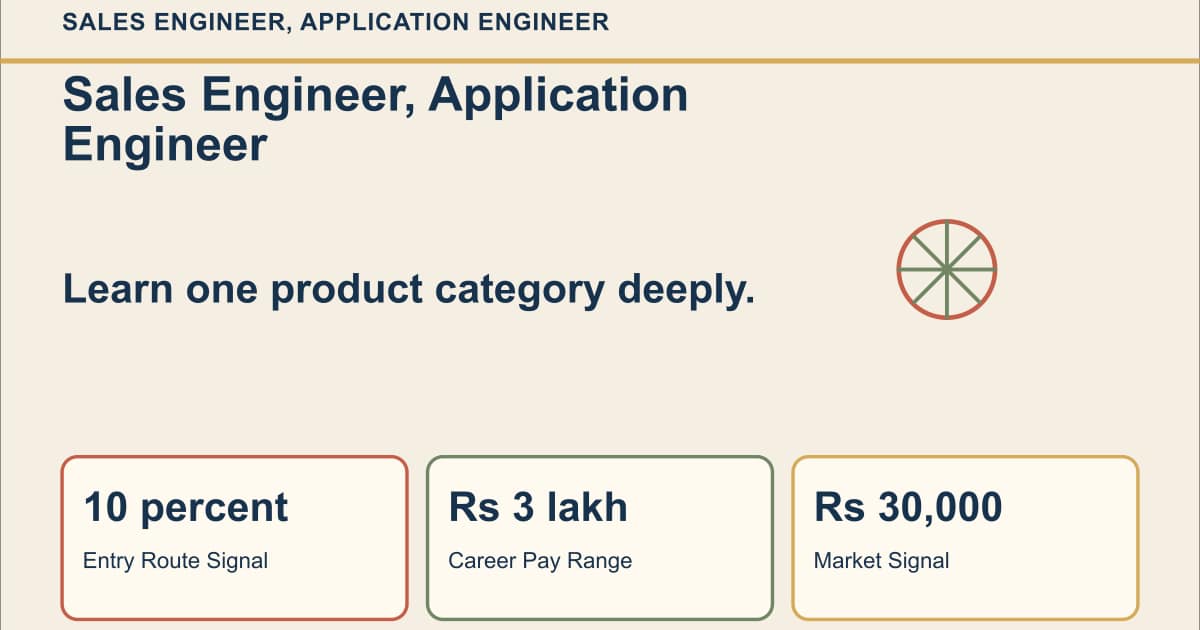 SALES ENGINEER, APPLICATION ENGINEER
Sales Engineer, Application
Engineer
Learn one product category deeply.
10 percent
Entry Route Signal
Rs 3 lakh
Career Pay Range
Rs 30,000
Market Signal